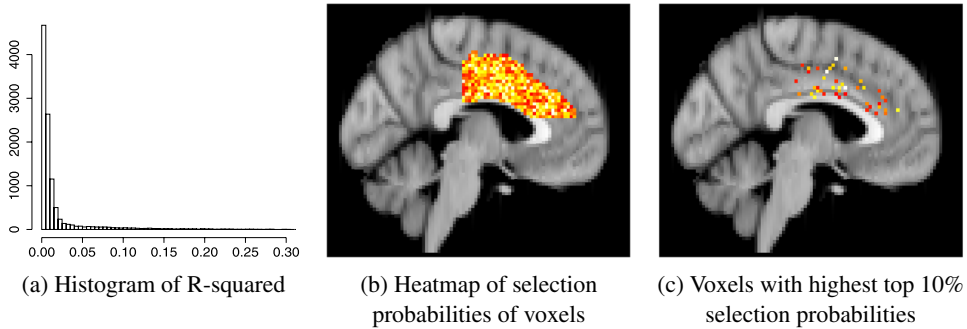 4000
3000
2000
1000
0
0.00 0.05 0.10 0.15 0.20 0.25 0.30
(a) Histogram of R-squared
(b) Heatmap of selection
probabilities of voxels
(c) Voxels with highest top 10%
selection probabilities